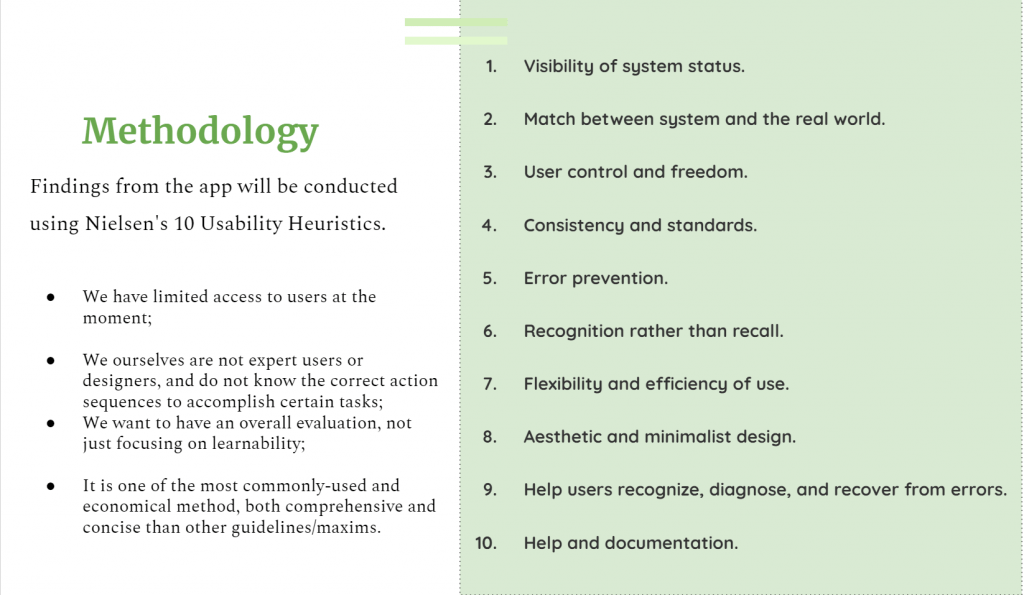 Methodology
Findings from the app will be conducted
using Nielsen's 10 Usability Heuristics.
● We have limited access to users at the
moment;
● We ourselves are not expert users or
designers, and do not know the correct action
sequences to accomplish certain tasks;
● We want to have an overall evaluation, not
just focusing on learnability;
● It is one of the most commonly-used and
economical method, both comprehensive and
concise than other guidelines/maxims.
1. Visibility of system status.
2. Match between system and the real world.
3. User control and freedom.
4. Consistency and standards.
5. Error prevention.
6. Recognition rather than recall.
7. Flexibility and efficiency of use.
8. Aesthetic and minimalist design.
9. Help users recognize, diagnose, and recover from errors.
10. Help and documentation.